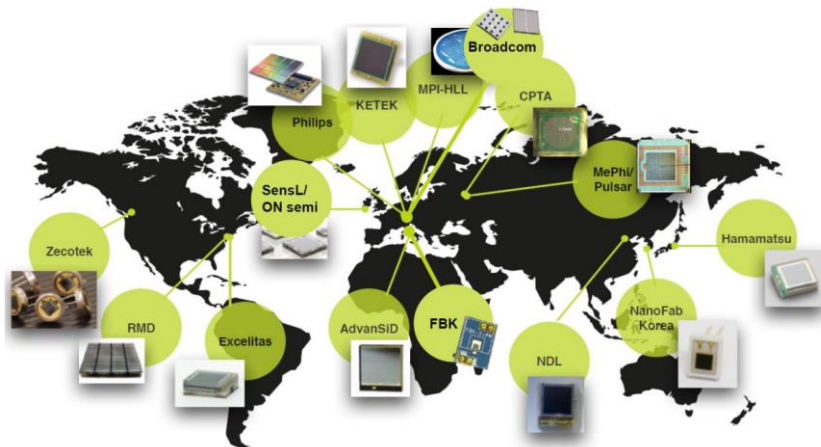 Broadcom
MPI-HLL
KETEK
CPTA
Philips
MePhi/
Pulsar
SensL/
ON semi
Hamamatsu
Zecotek
NanoFab
Korea
RMD
Excelitas
AdvanSiD
FBK
NDL